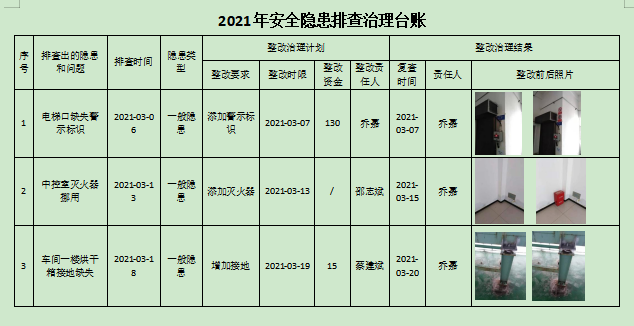 2021年安全隐患排查治理台账
序号 排查出的隐患和问题 排查时间 隐患类型 整改治理计划 整改治理结果
整改要求 整改时限 整改资金 整改责任人 复查时间 责任人 整改前后照片
1 电梯口缺失警示标识 2021-03-06 一般隐患 添加警示标识 2021-03-07 130 乔嘉 2021-03-07 乔嘉
2 中控室灭火器挪用 2021-03-13 一般隐患 添加灭火器 2021-03-13 / 邵志斌 2021-03-15 乔嘉
3 车间一楼烘干箱接地缺失 2021-03-18 一般隐患 增加接地 2021-03-19 15 蔡建斌 2021-03-20 乔嘉